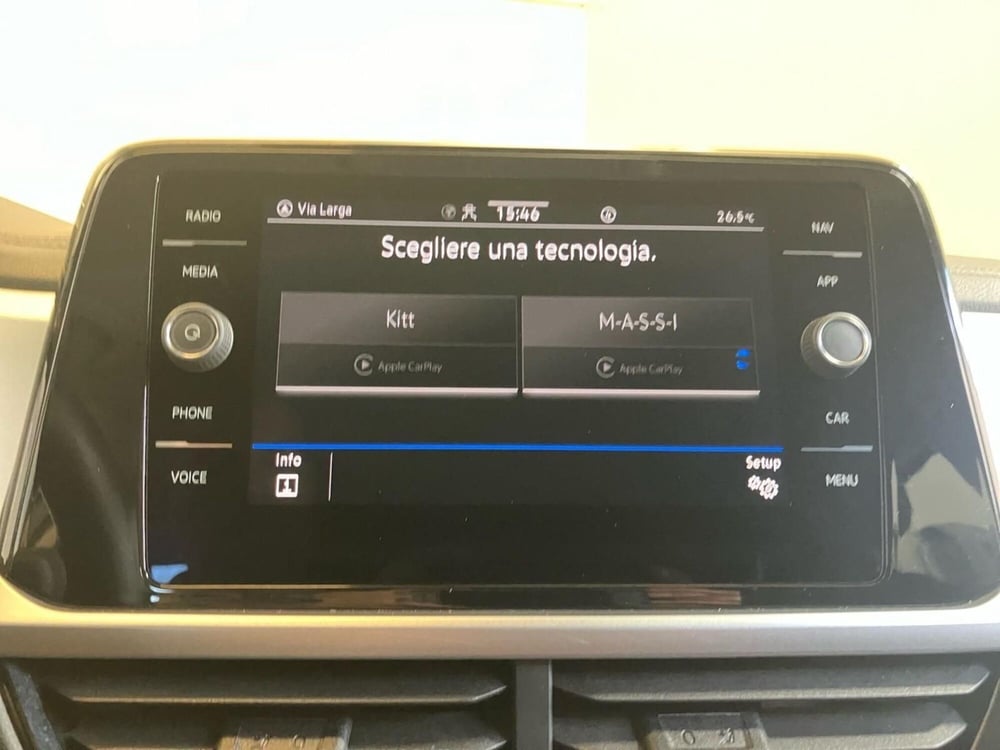 RADIO
MEDIA
PHONE
VOICE
Via Larga
15:46
26.5°C
Scegliere una tecnologia.
Kitt
Apple CarPlay
M-A-S-S-I
Apple CarPlay
Info
Setup
NAV
APP
CAR
MENU